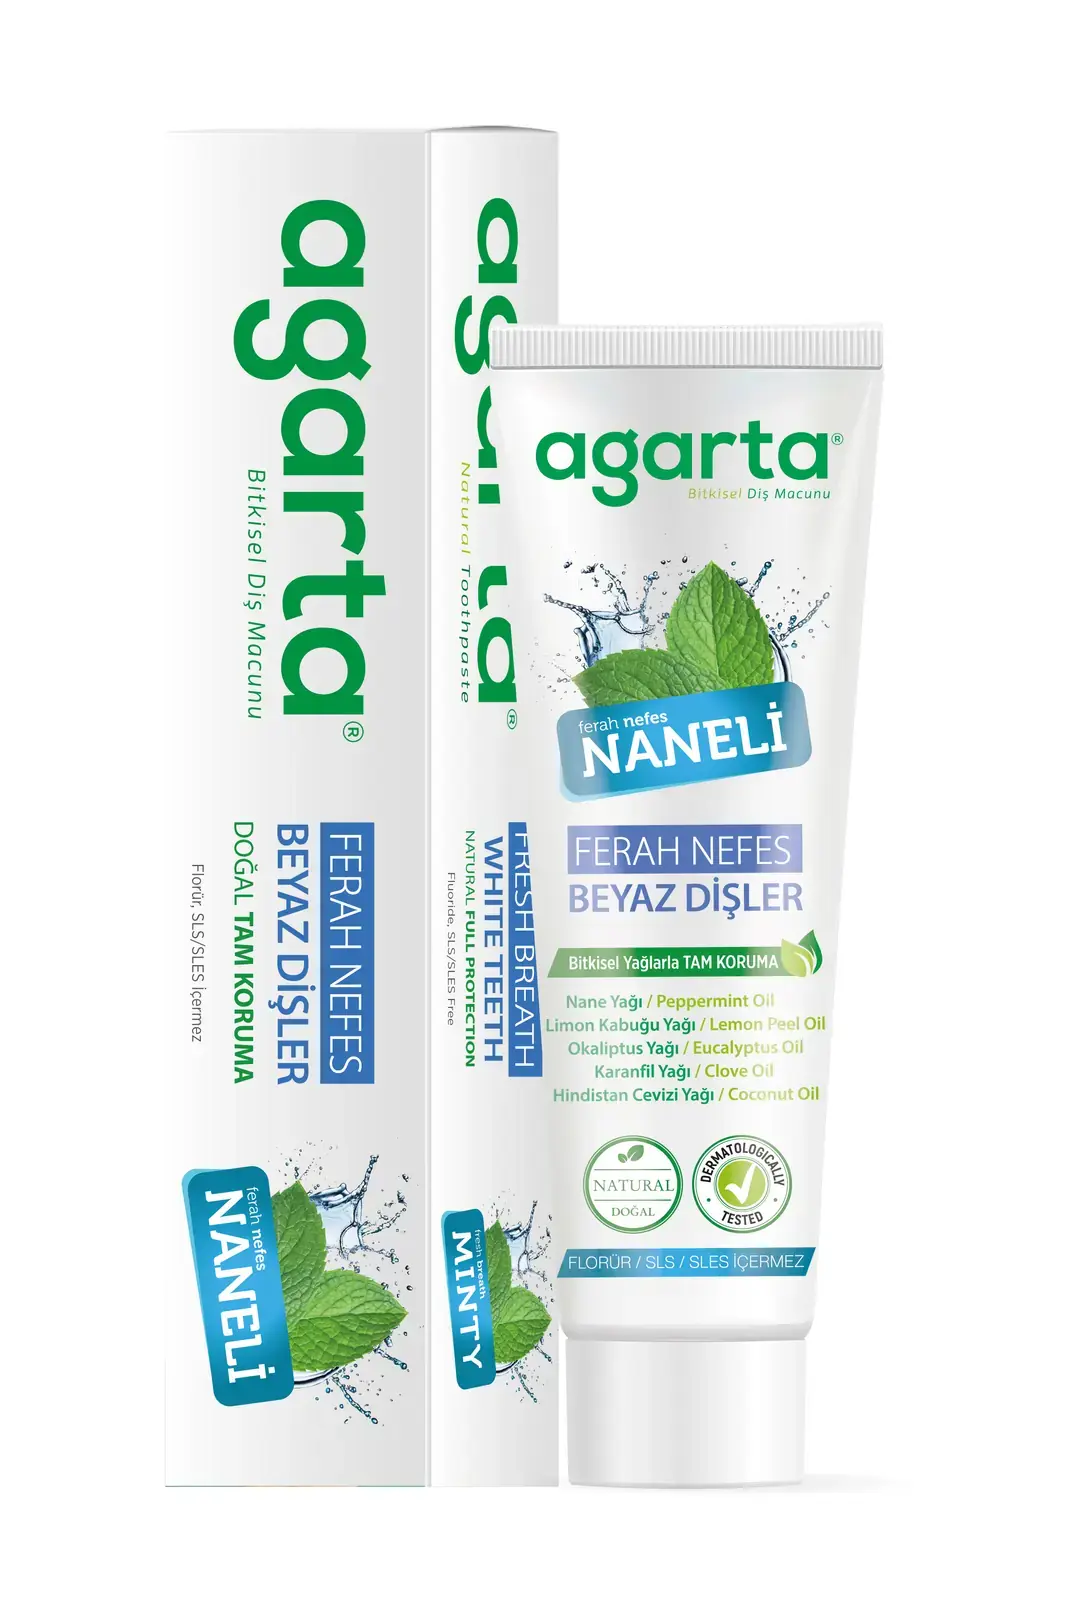 agarta®
Bitkisel Diş Macunu
FERAH NEFES
BEYAZ DİŞLER
DOĞAL TAM KORUMA
Florür, SLS/SLES İçermez
ferah nefes
NANELİ
agarta®
Natural Toothpaste
FRESH BREATH
WHITE TEETH
NATURAL FULL PROTECTION
Fluoride, SLS/SLES Free
fresh breath
MINTY
agarta®
Bitkisel Diş Macunu
ferah nefes
NANELİ
FERAH NEFES
BEYAZ DİŞLER
Bitkisel Yağlarla TAM KORUMA
Nane Yağı / Peppermint Oil
Limon Kabuğu Yağı / Lemon Peel Oil
Okaliptus Yağı / Eucalyptus Oil
Karanfil Yağı / Clove Oil
Hindistan Cevizi Yağı / Coconut Oil
NATURAL
DOĞAL
DERMATOLOGICALLY
TESTED
FLORÜR / SLS / SLES İÇERMEZ